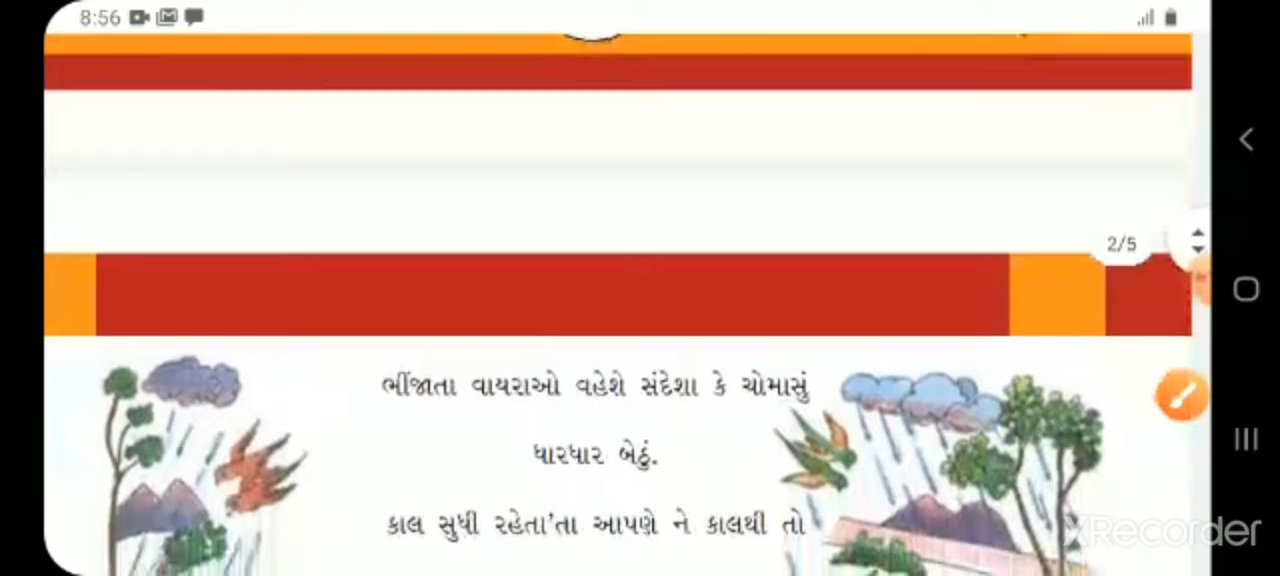 8:56
2/5
ભીંજાતા વાયરાઓ વહેશે સંદેશા કે ચોમાસું
ધારધાર બેઠું.
કાલ સુધી રહેતા'તા આપણે ને કાલથી તો
XRecorder